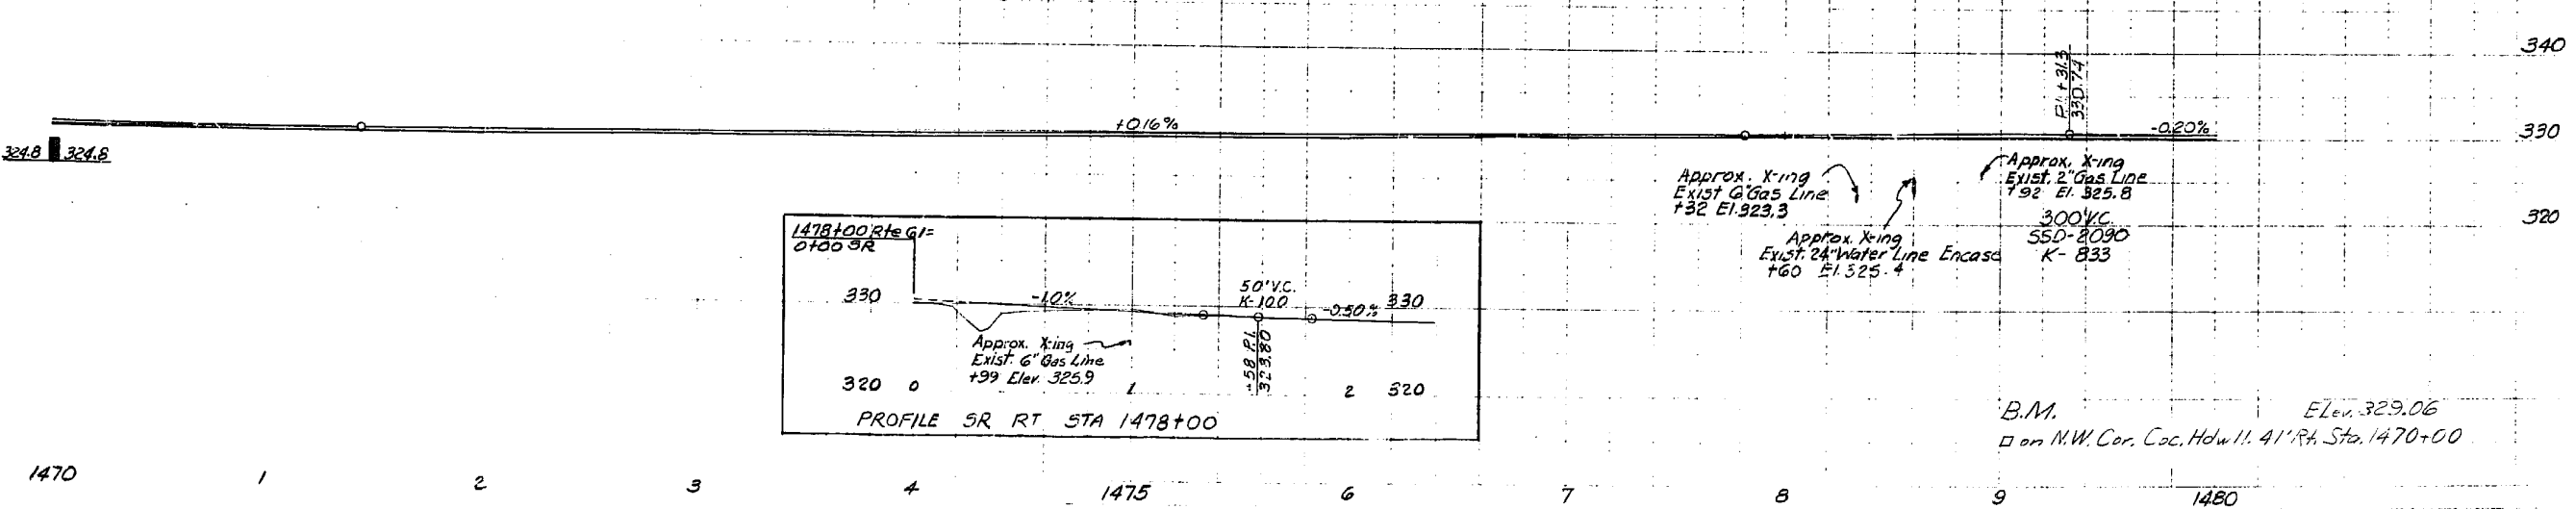 340
P.I. +31.3
330.74
+0.16%
-0.20%
330
324.8 324.8
Approx. X-ing
Exist 6" Gas Line
+32 El.323.3
Approx. X-ing
Exist. 2" Gas Line
+92 El. 325.8
Approx. X-ing
Exist. 24" Water Line Encase
+60 El. 325.4
300' V.C.
SSD-2090
K- 833
320
1478+00 Rte 61=
0+00 SR
330
-1.0%
50' V.C.
K-100
-0.50%
330
Approx. X-ing
Exist. 6" Gas Line
+99 Elev. 325.9
+58 P.I.
323.80
320 0 1 2 320
PROFILE SR RT STA 1478+00
B.M. Elev. 329.06
□ on N.W. Cor. Coc. Hdwll. 41' Rt. Sta. 1470+00
1470 1 2 3 4 1475 6 7 8 9 1480